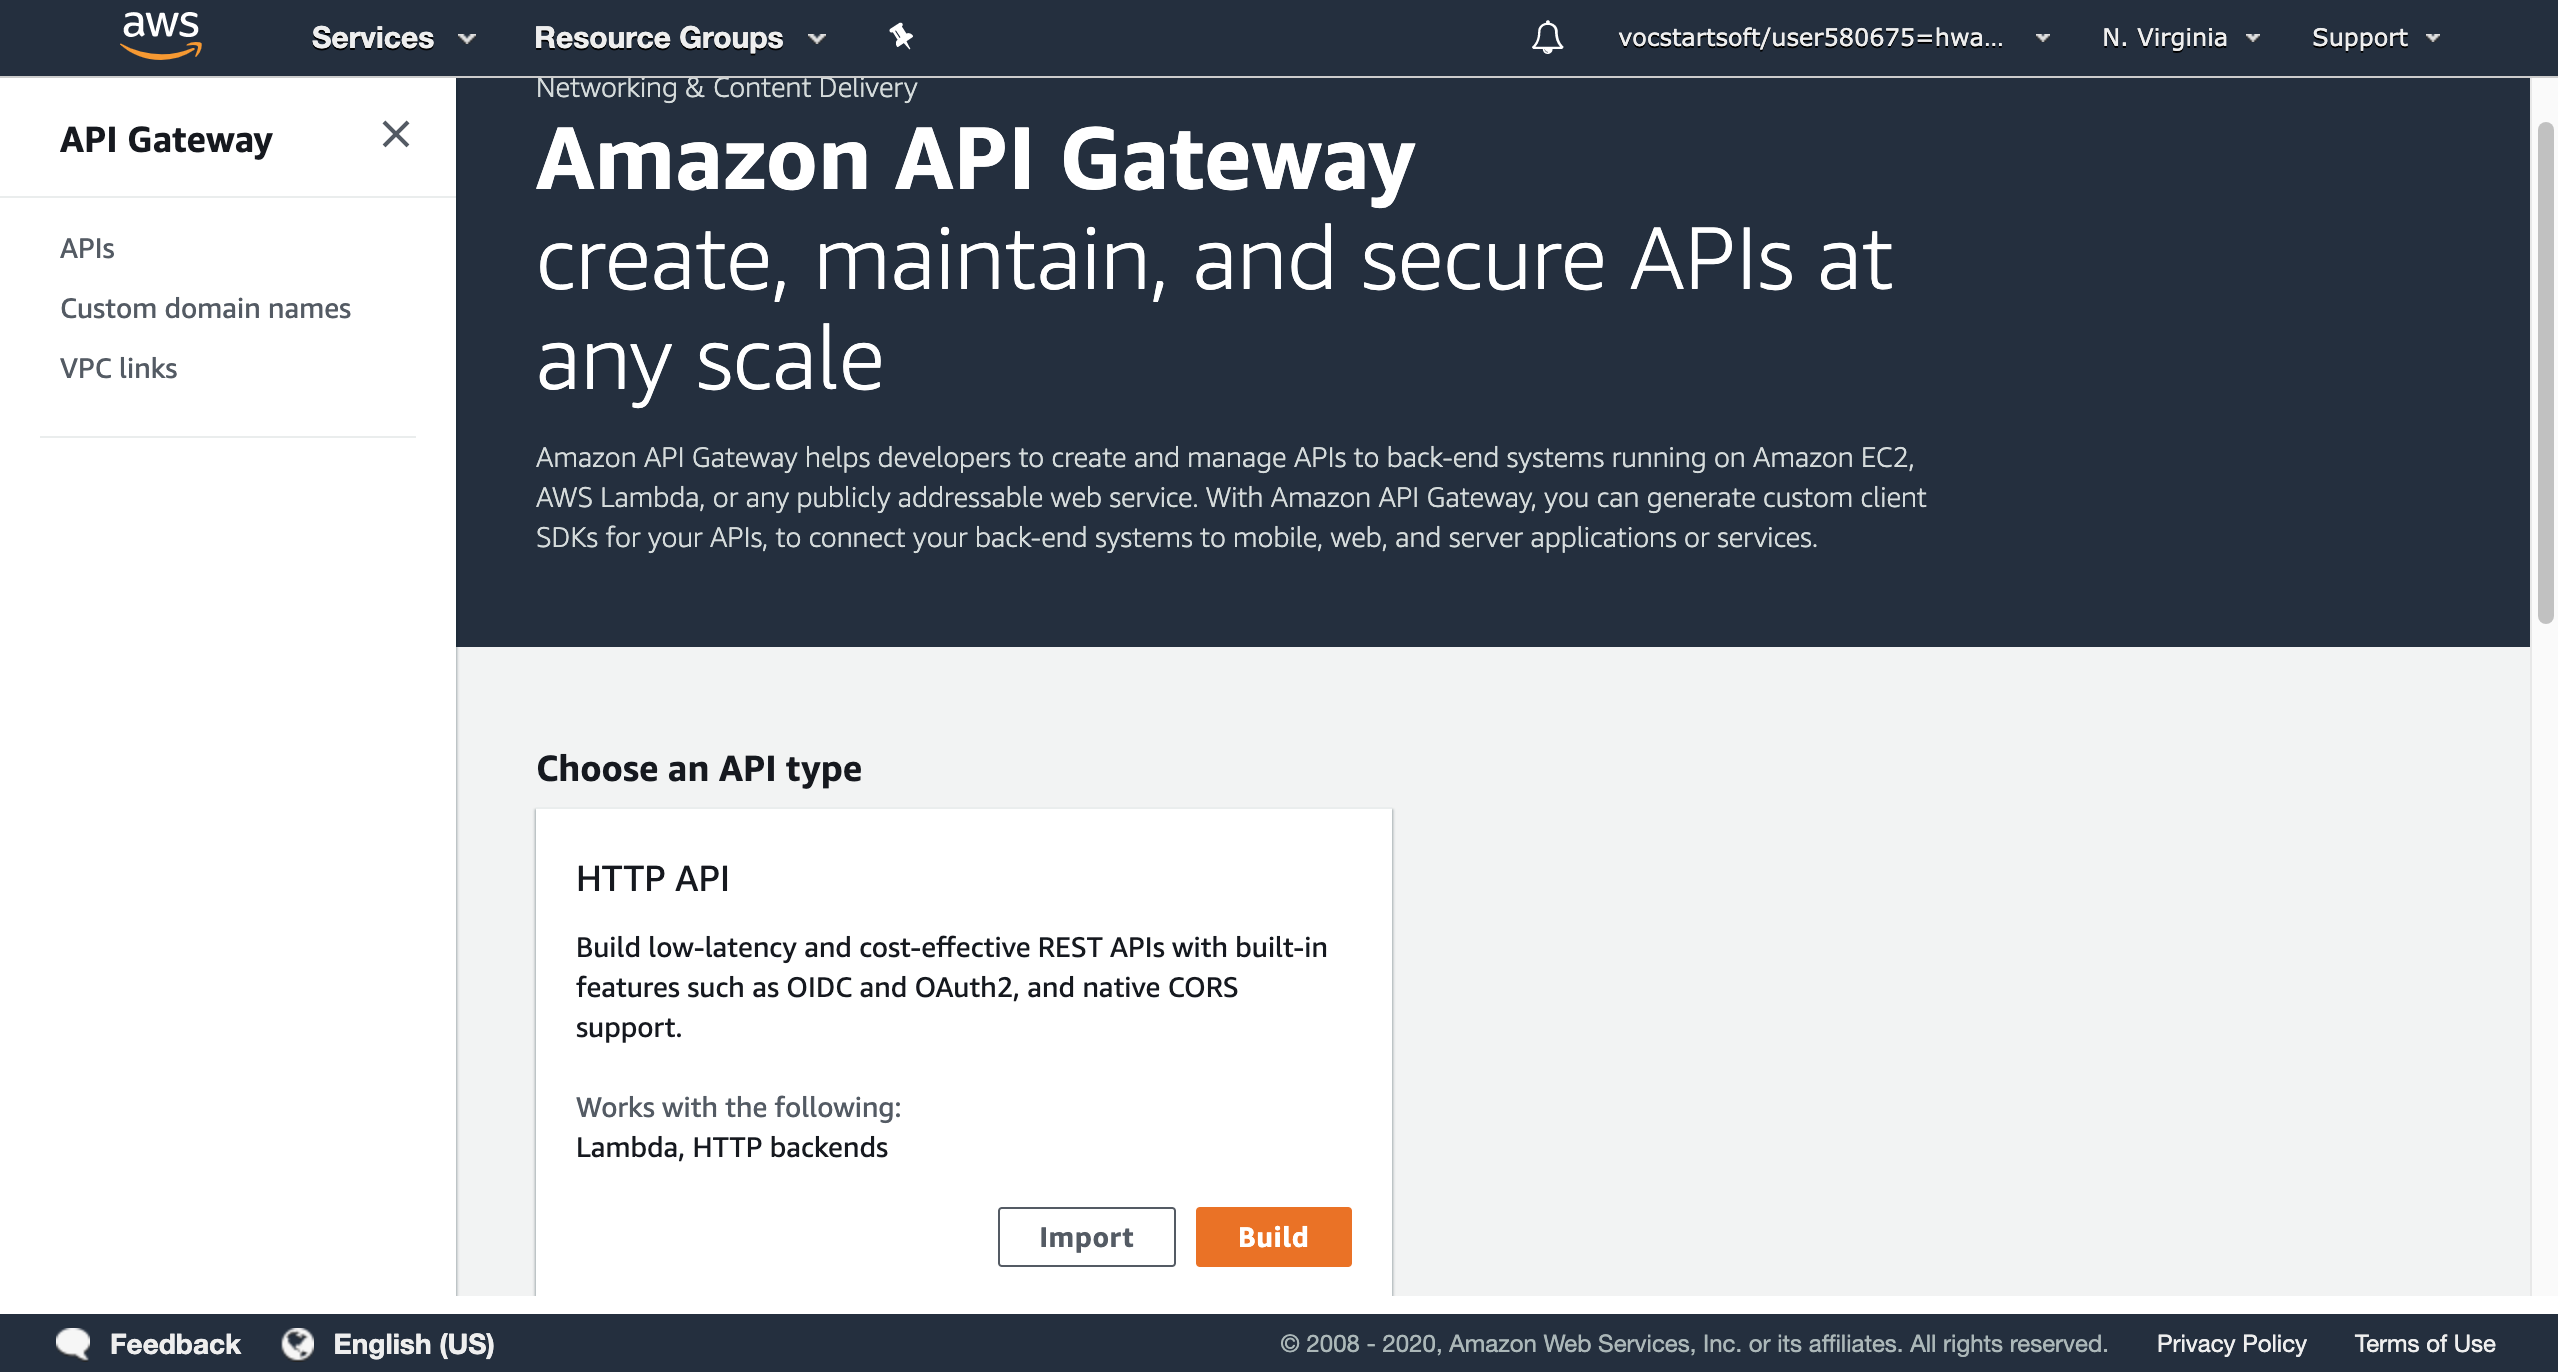 aws
Services
Resource Groups
vocstartsoft/user580675=hwa...
N. Virginia
Support
API Gateway
APIs
Custom domain names
VPC links
Networking & Content Delivery
Amazon API Gateway
create, maintain, and secure APIs at
any scale
Amazon API Gateway helps developers to create and manage APIs to back-end systems running on Amazon EC2,
AWS Lambda, or any publicly addressable web service. With Amazon API Gateway, you can generate custom client
SDKs for your APIs, to connect your back-end systems to mobile, web, and server applications or services.
Choose an API type
HTTP API
Build low-latency and cost-effective REST APIs with built-in
features such as OIDC and OAuth2, and native CORS
support.
Works with the following:
Lambda, HTTP backends
Import
Build
Feedback
English (US)
© 2008 - 2020, Amazon Web Services, Inc. or its affiliates. All rights reserved.
Privacy Policy
Terms of Use